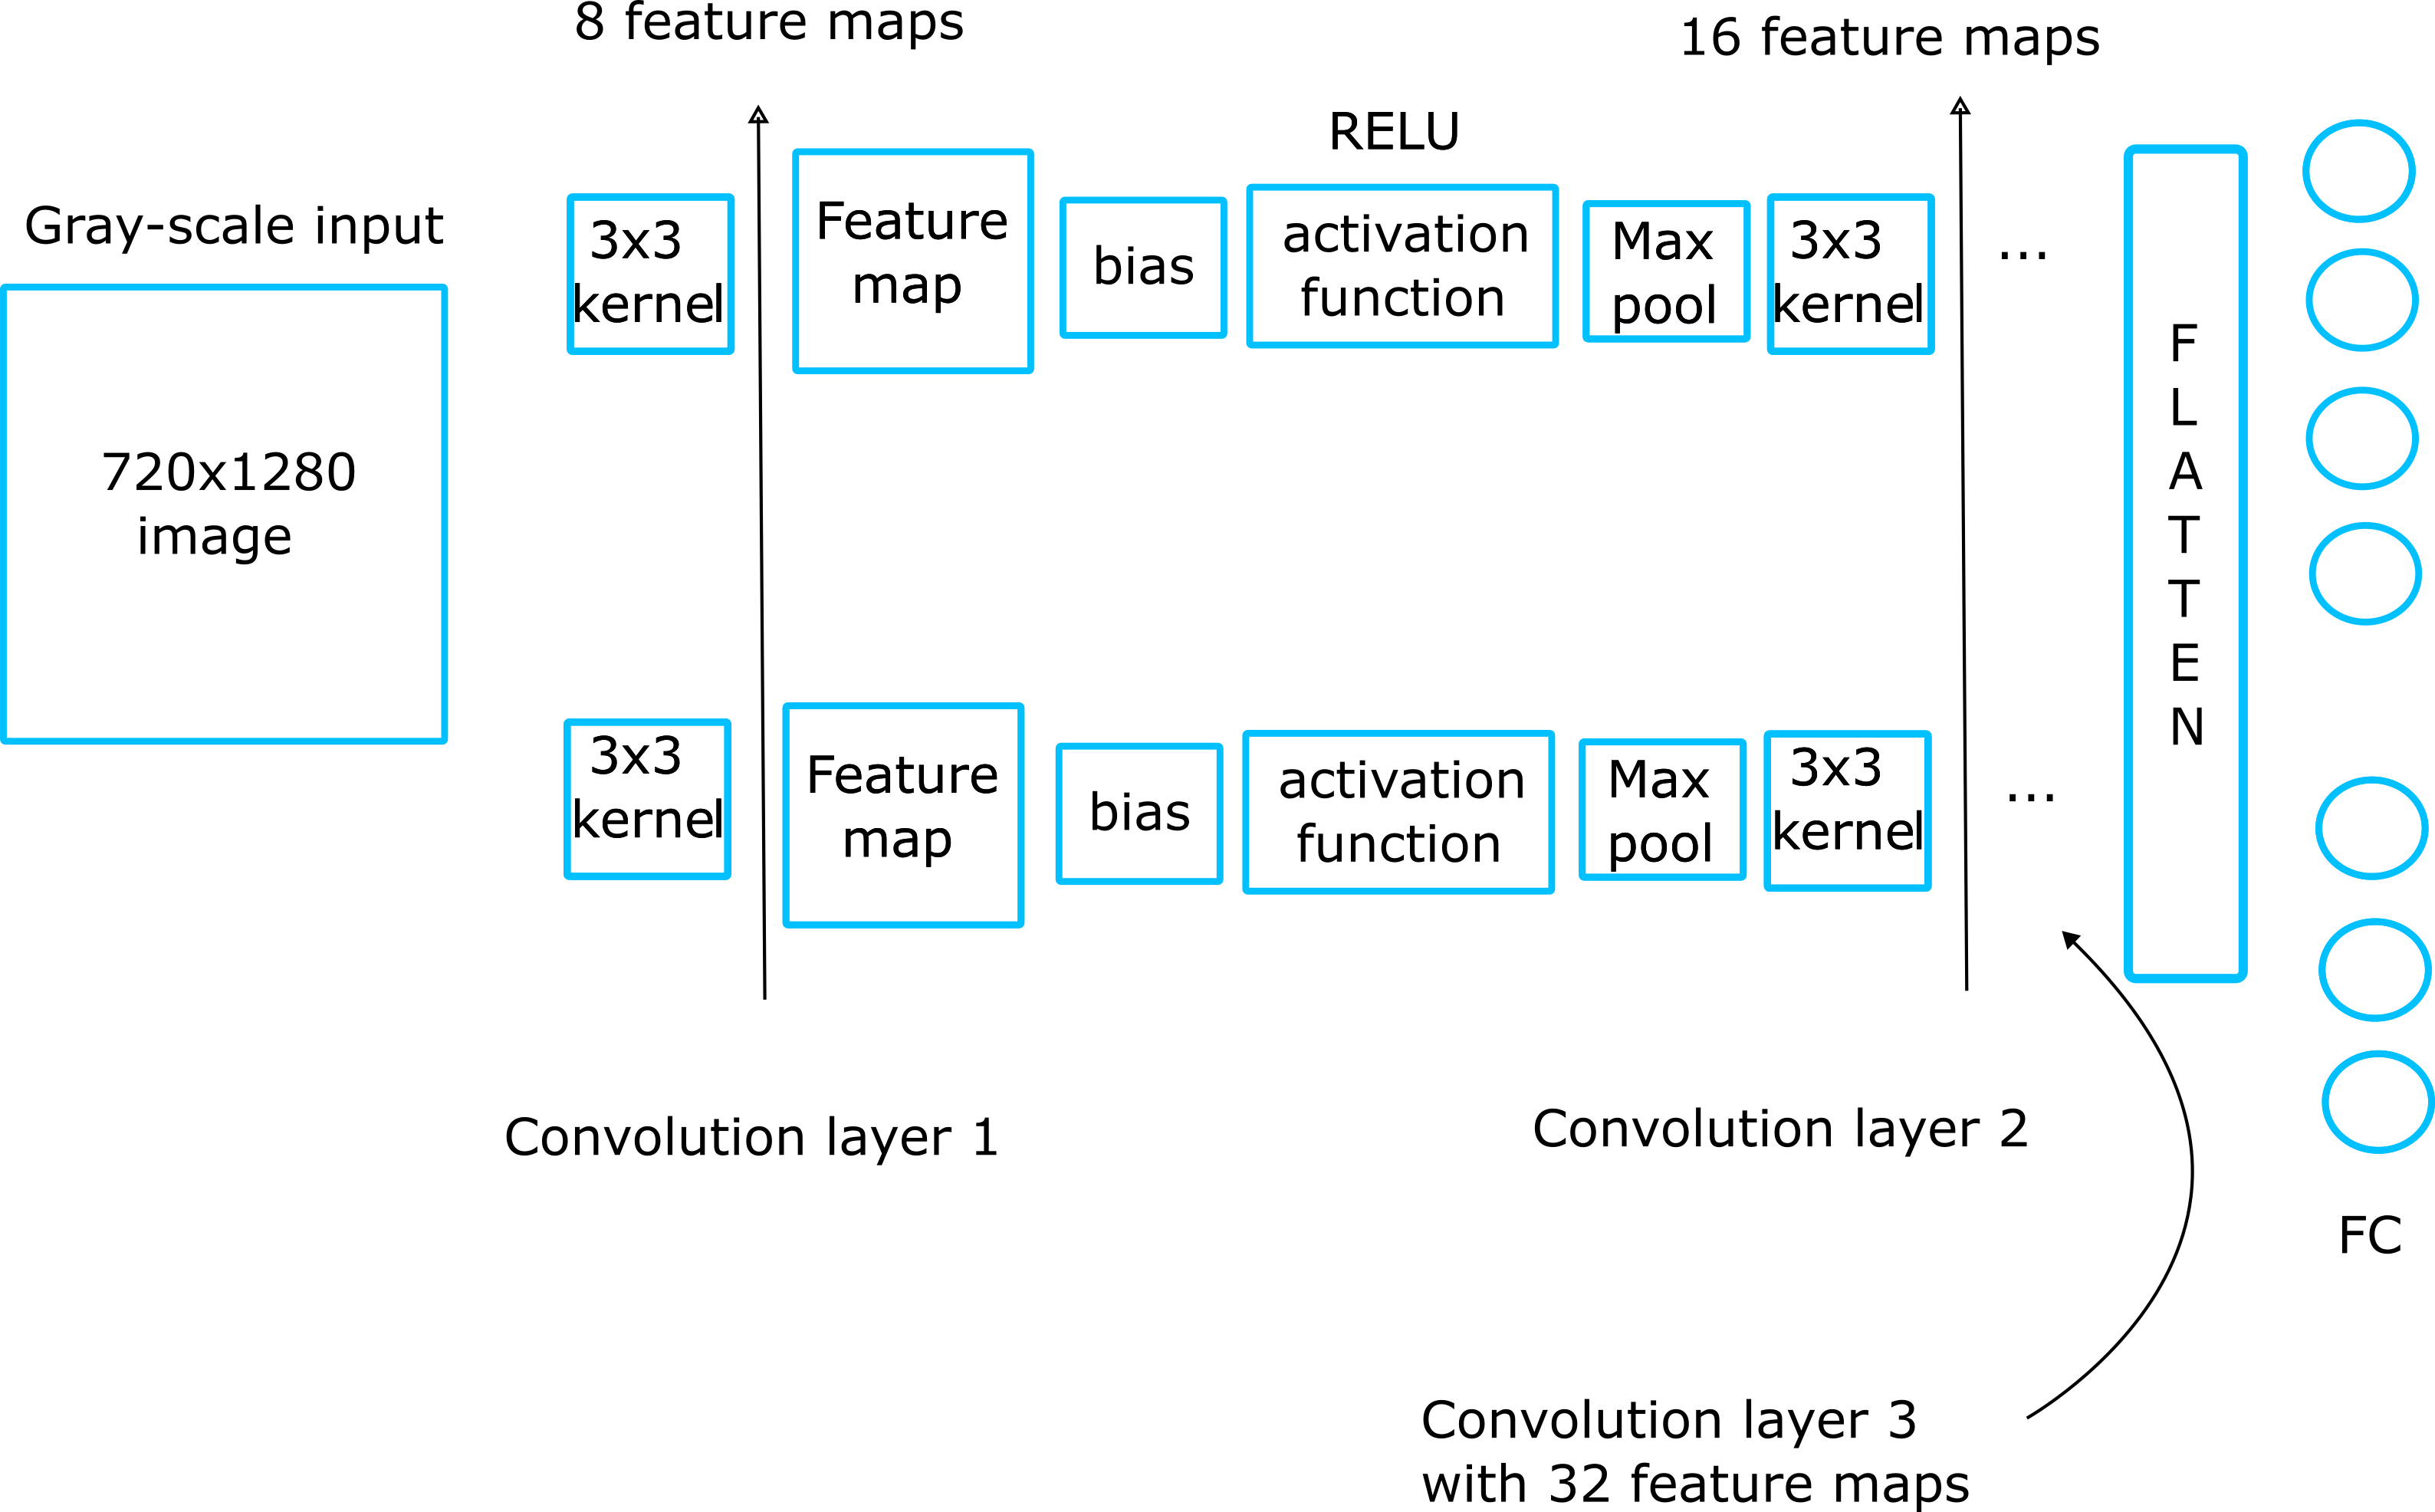 8 feature maps
16 feature maps
RELU
Gray-scale input
720x1280
image
3x3
kernel
Feature
map
bias
activation
function
Max
pool
3x3
kernel
...
3x3
kernel
Feature
map
bias
activation
function
Max
pool
3x3
kernel
...
F
L
A
T
T
E
N
Convolution layer 1
Convolution layer 2
FC
Convolution layer 3
with 32 feature maps